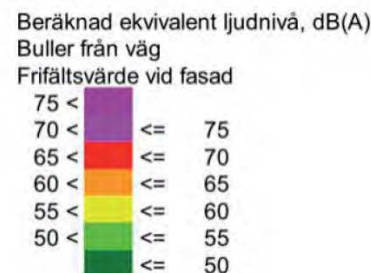 Beräknad ekvivalent ljudnivå, dB(A)
Buller från väg
Frifältsvärde vid fasad
75 <
70 < <= 75
65 < <= 70
60 < <= 65
55 < <= 60
50 < <= 55
<= 50